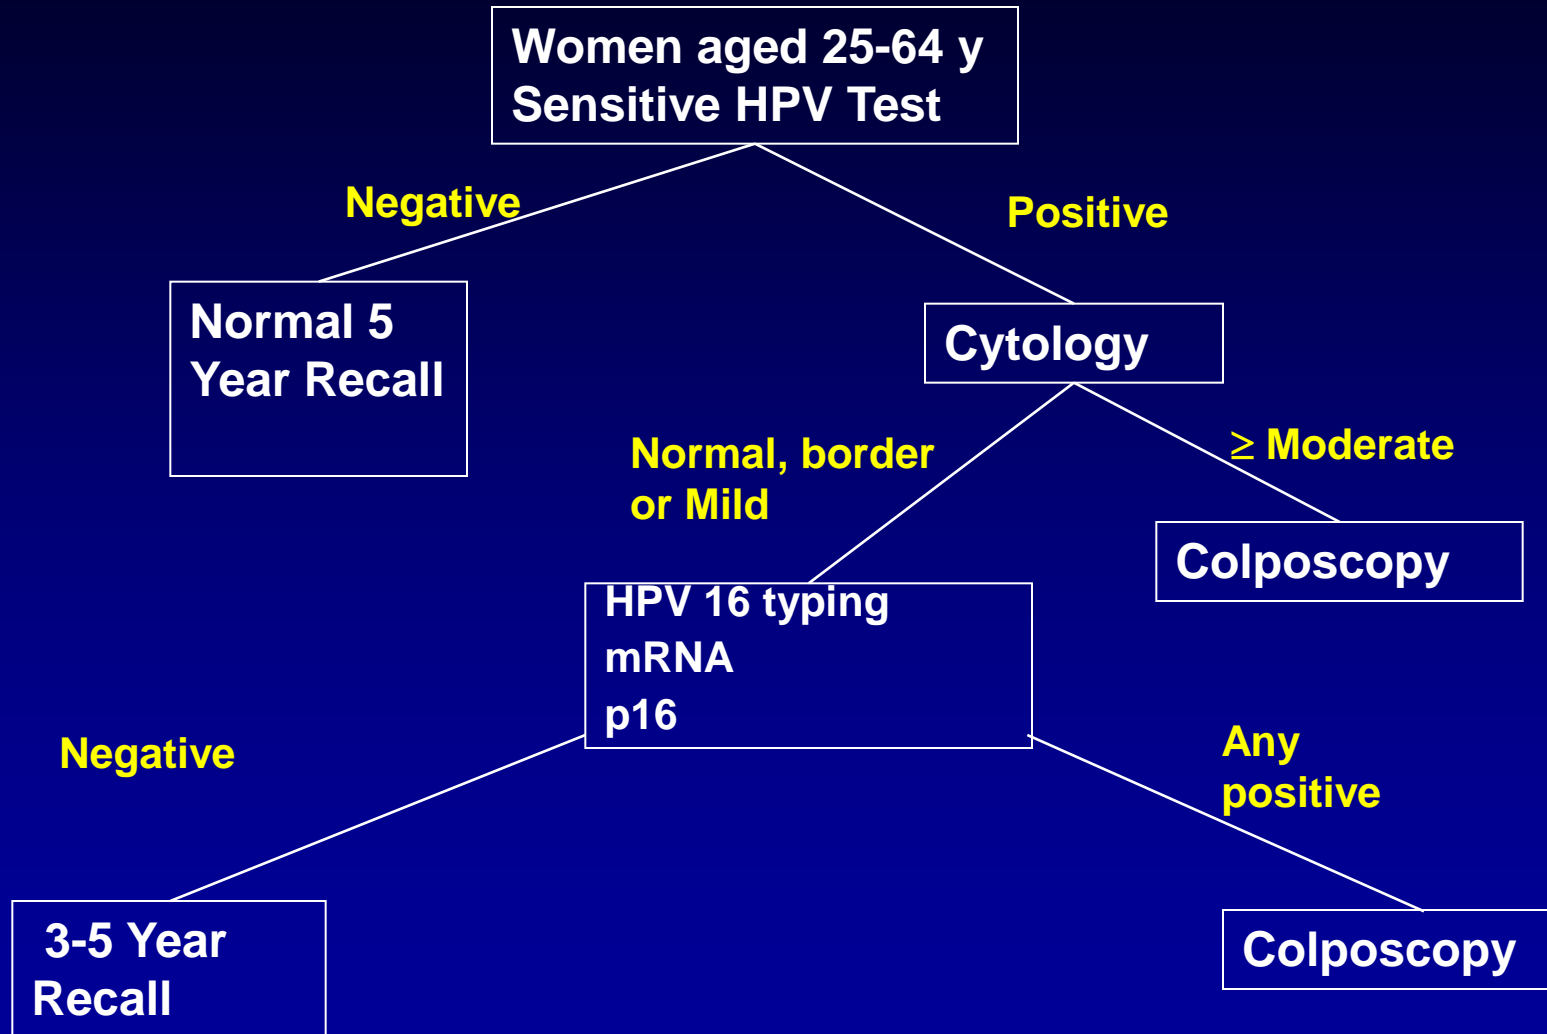 Women aged 25-64 y
Sensitive HPV Test
Negative
Positive
Normal 5
Year Recall
Cytology
Normal, border
or Mild
≥ Moderate
Colposcopy
HPV 16 typing
mRNA
p16
Negative
Any
positive
3-5 Year
Recall
Colposcopy